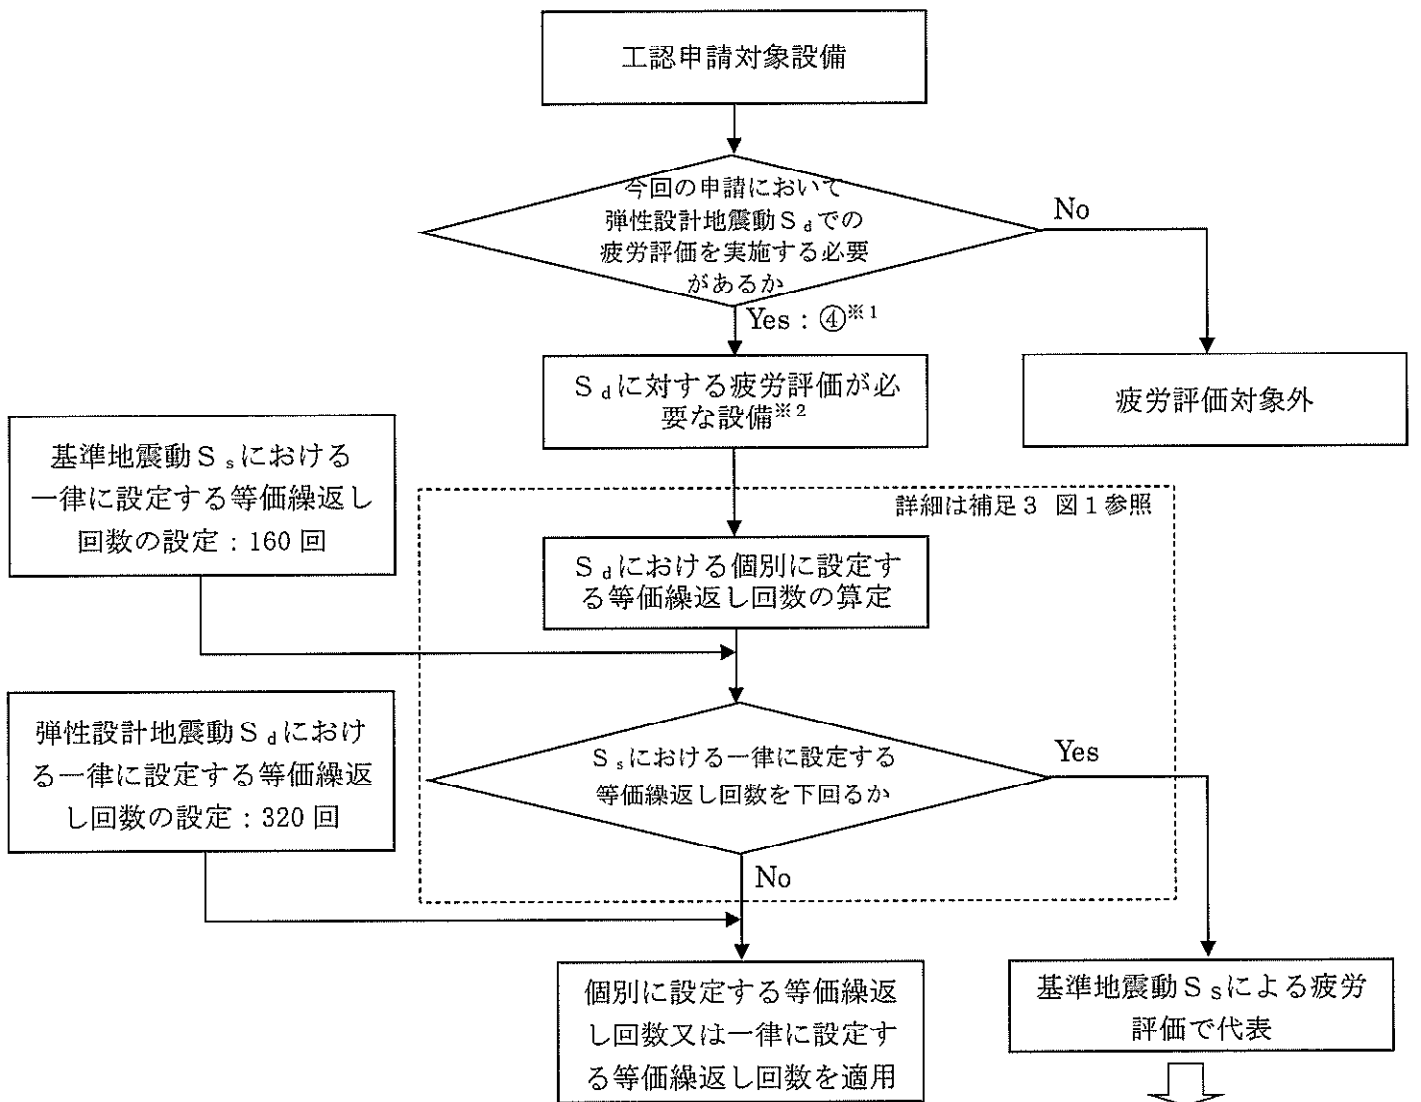 工認申請対象設備
今回の申請において
弾性設計地震動Ｓｄでの
疲労評価を実施する必要
があるか
No
Yes：④※1
Ｓｄに対する疲労評価が必
要な設備※2
疲労評価対象外
基準地震動Ｓｓにおける
一律に設定する等価繰返し
回数の設定：160 回
詳細は補足３ 図１参照
Ｓｄにおける個別に設定す
る等価繰返し回数の算定
弾性設計地震動Ｓｄにおけ
る一律に設定する等価繰返
し回数の設定：320 回
Ｓｓにおける一律に設定する
等価繰返し回数を下回るか
Yes
No
個別に設定する等価繰返
し回数又は一律に設定す
る等価繰返し回数を適用
基準地震動Ｓｓによる疲労
評価で代表